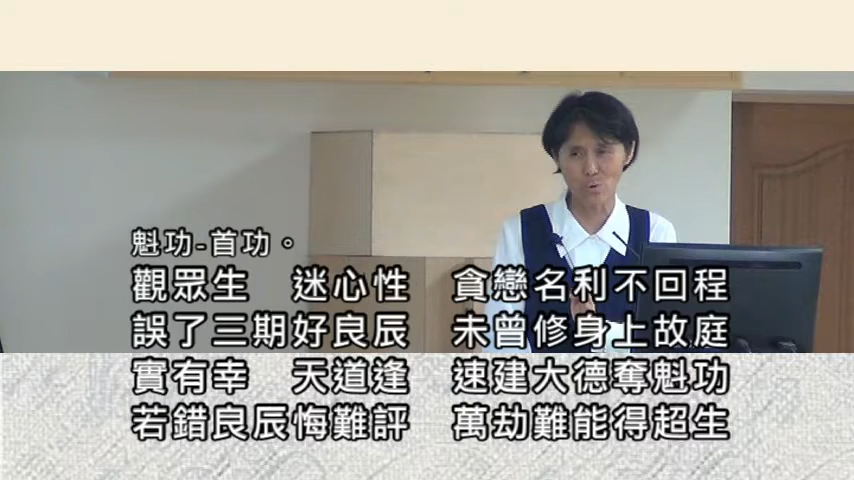 魁功-首功。
觀眾生　迷心性　貪戀名利不回程
誤了三期好良辰　未曾修身上故庭
實有幸　天道逢　速建大德奪魁功
若錯良辰悔難評　萬劫難能得超生